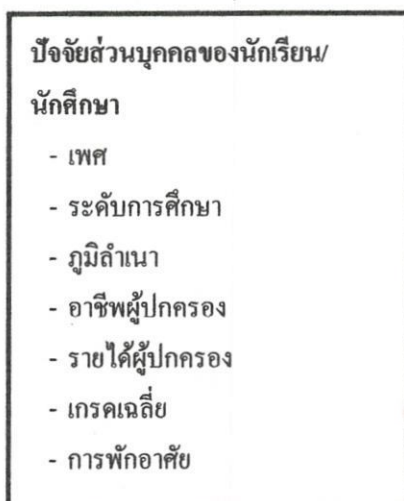 ปัจจัยส่วนบุคคลของนักเรียน/
นักศึกษา
- เพศ
- ระดับการศึกษา
- ภูมิลำเนา
- อาชีพผู้ปกครอง
- รายได้ผู้ปกครอง
- เกรดเฉลี่ย
- การพักอาศัย